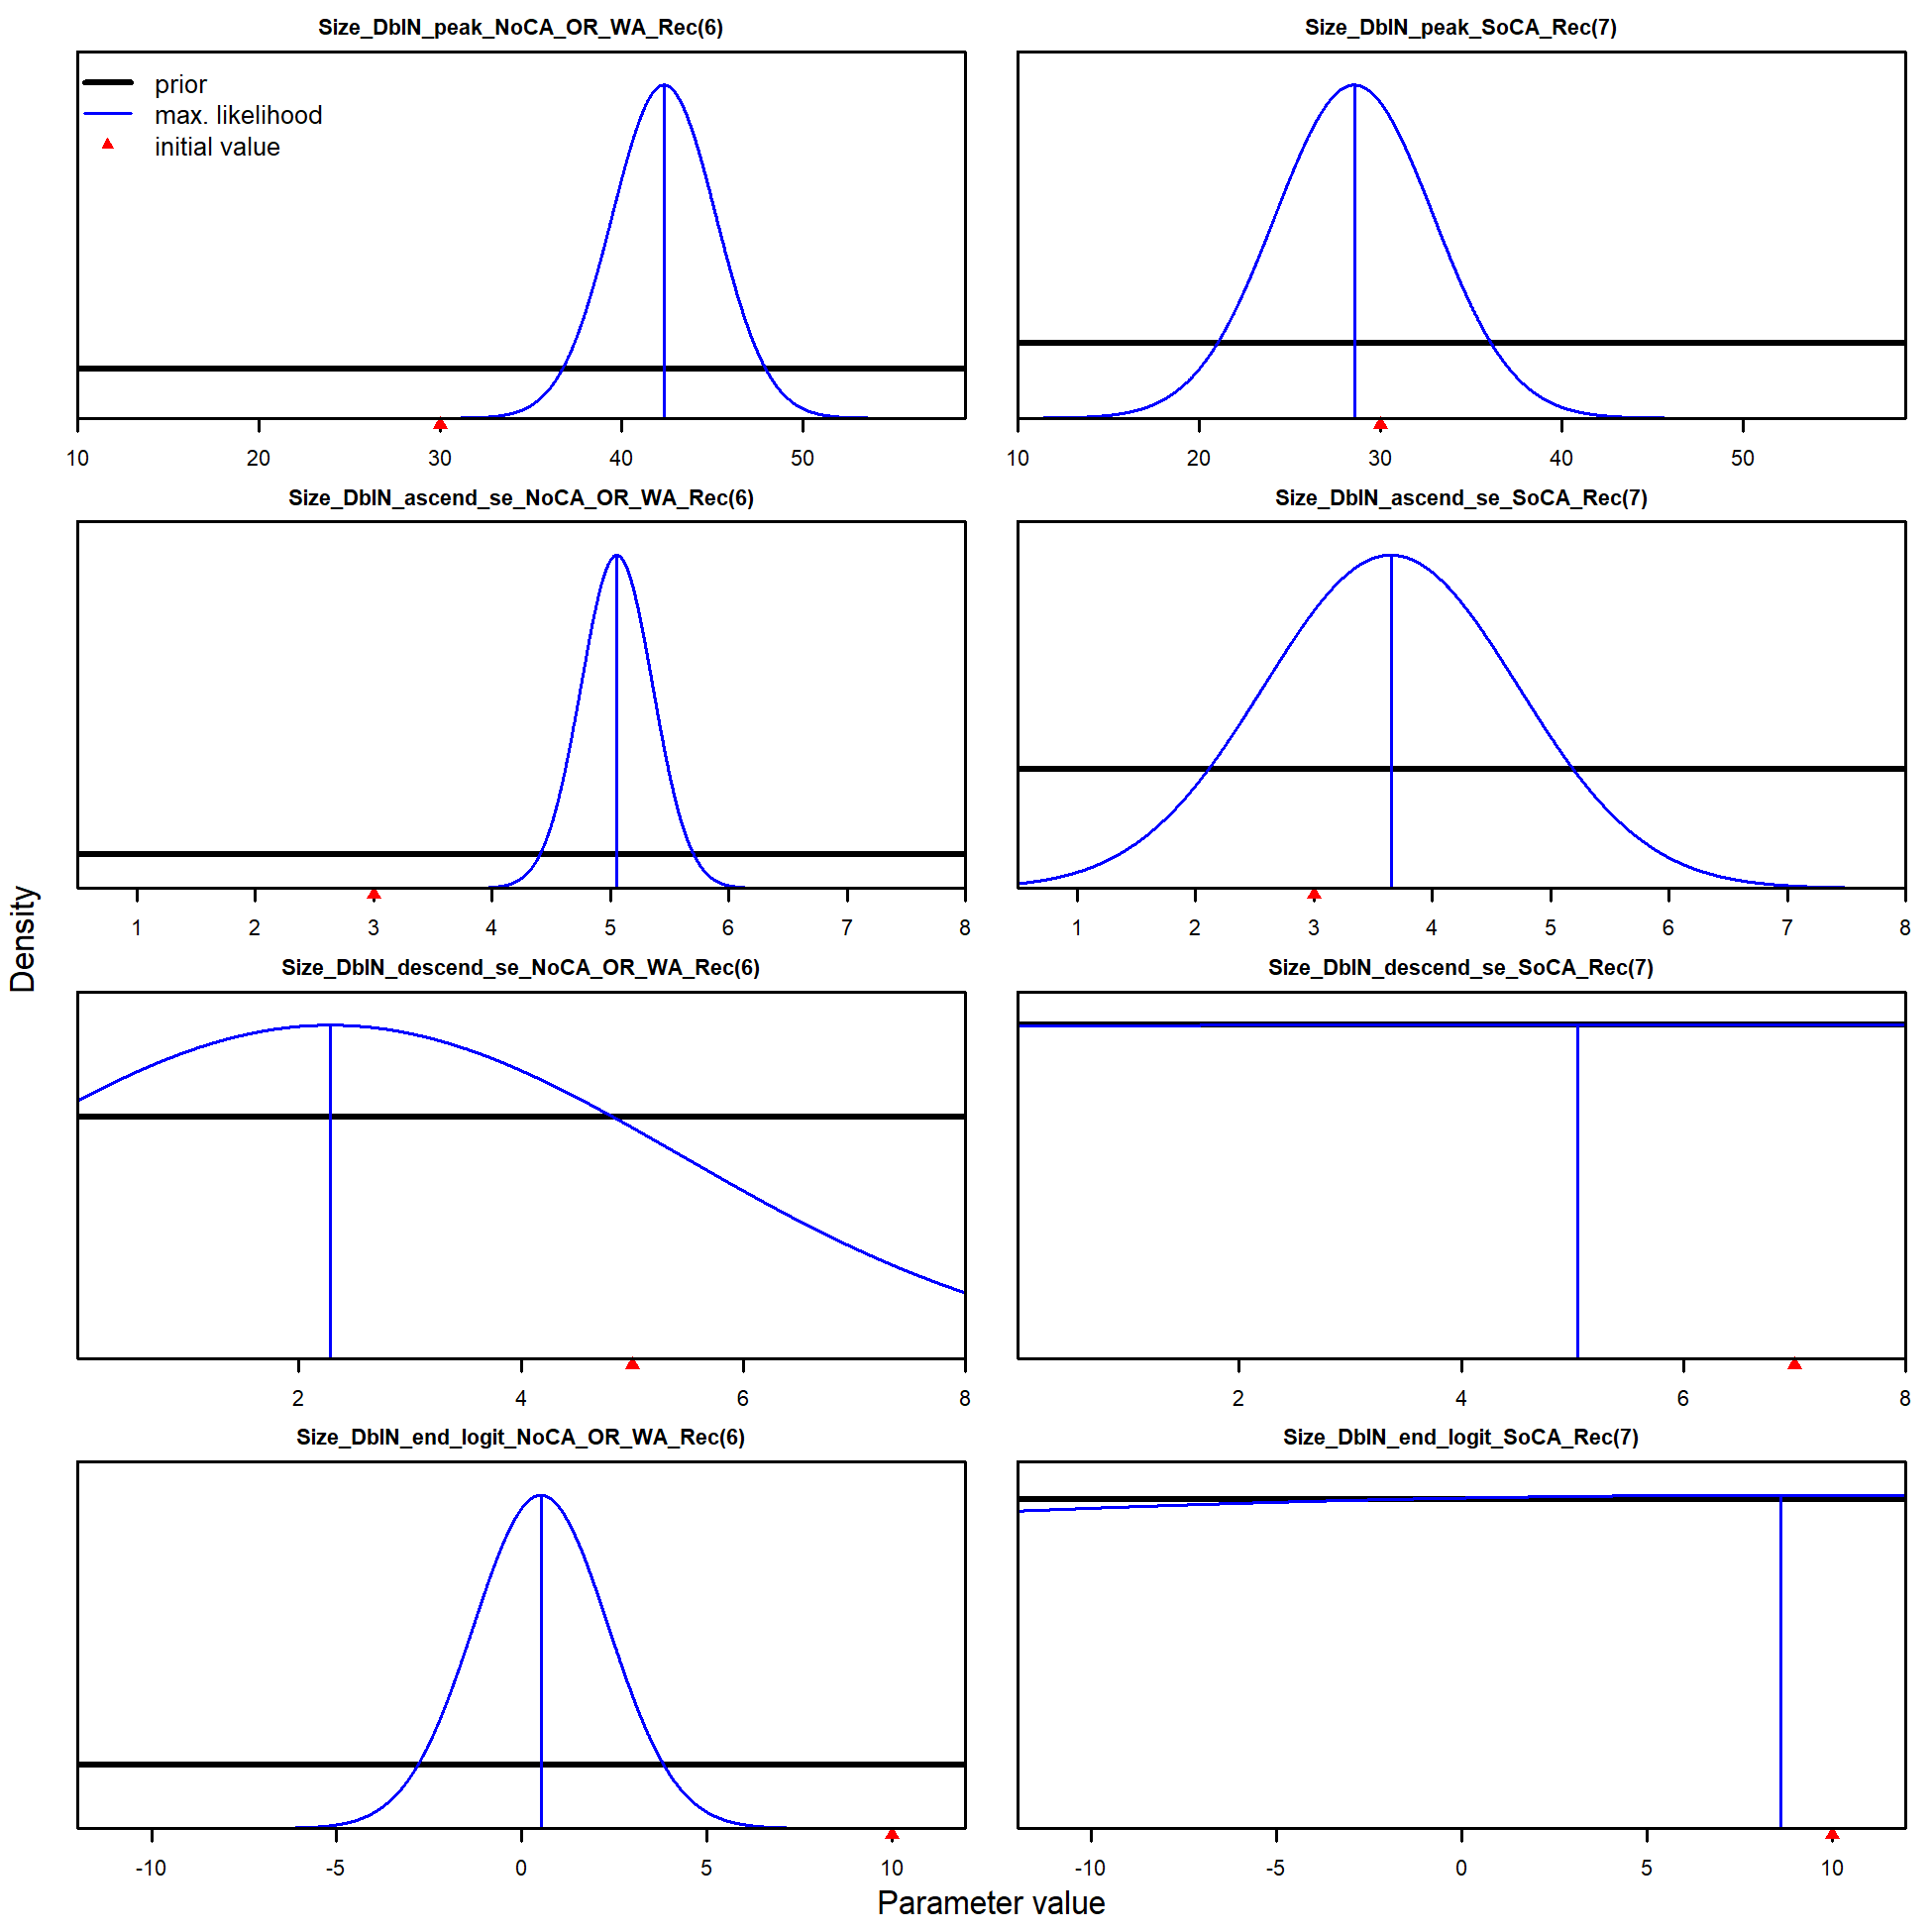 Size_DblN_peak_NoCA_OR_WA_Rec(6)
prior
max. likelihood
initial value
10 20 30 40 50
Size_DblN_peak_SoCA_Rec(7)
10 20 30 40 50
Size_DblN_ascend_se_NoCA_OR_WA_Rec(6)
1 2 3 4 5 6 7 8
Size_DblN_ascend_se_SoCA_Rec(7)
1 2 3 4 5 6 7 8
Size_DblN_descend_se_NoCA_OR_WA_Rec(6)
2 4 6 8
Size_DblN_descend_se_SoCA_Rec(7)
2 4 6 8
Size_DblN_end_logit_NoCA_OR_WA_Rec(6)
-10 -5 0 5 10
Size_DblN_end_logit_SoCA_Rec(7)
-10 -5 0 5 10
Density
Parameter value